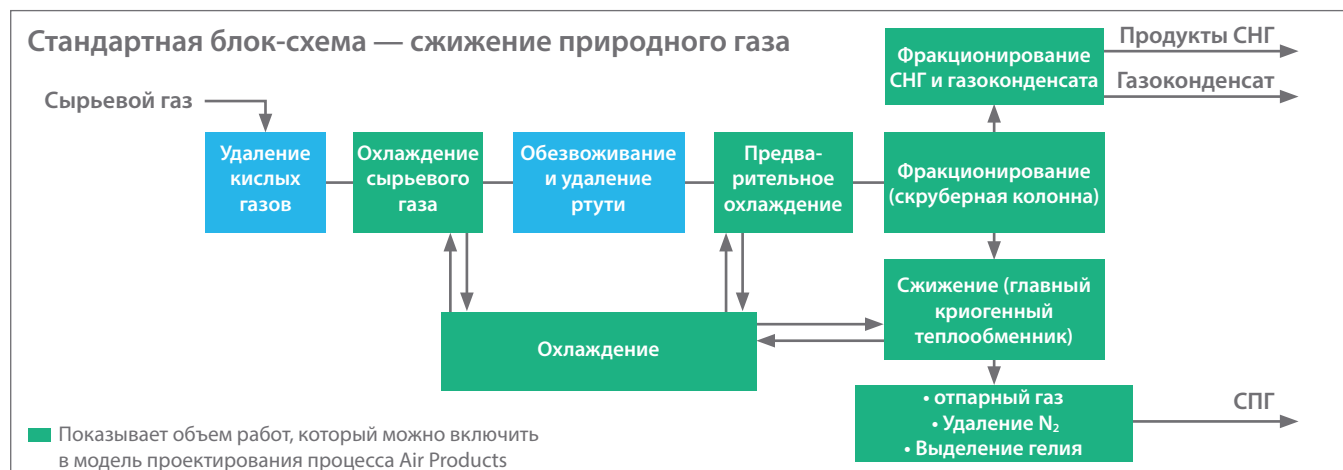 Стандартная блок-схема — сжижение природного газа
Сырьевой газ
Удаление
кислых
газов
Охлаждение
сырьевого
газа
Обезвоживание
и удаление
ртути
Предва-
рительное
охлаждение
Фракционирование
(скруберная колонна)
Фракционирование
СНГ и газоконденсата
Продукты СНГ
Газоконденсат
Охлаждение
Сжижение (главный
криогенный
теплообменник)
• отпарный газ
• Удаление N₂
• Выделение гелия
СПГ
Показывает объем работ, который можно включить
в модель проектирования процесса Air Products